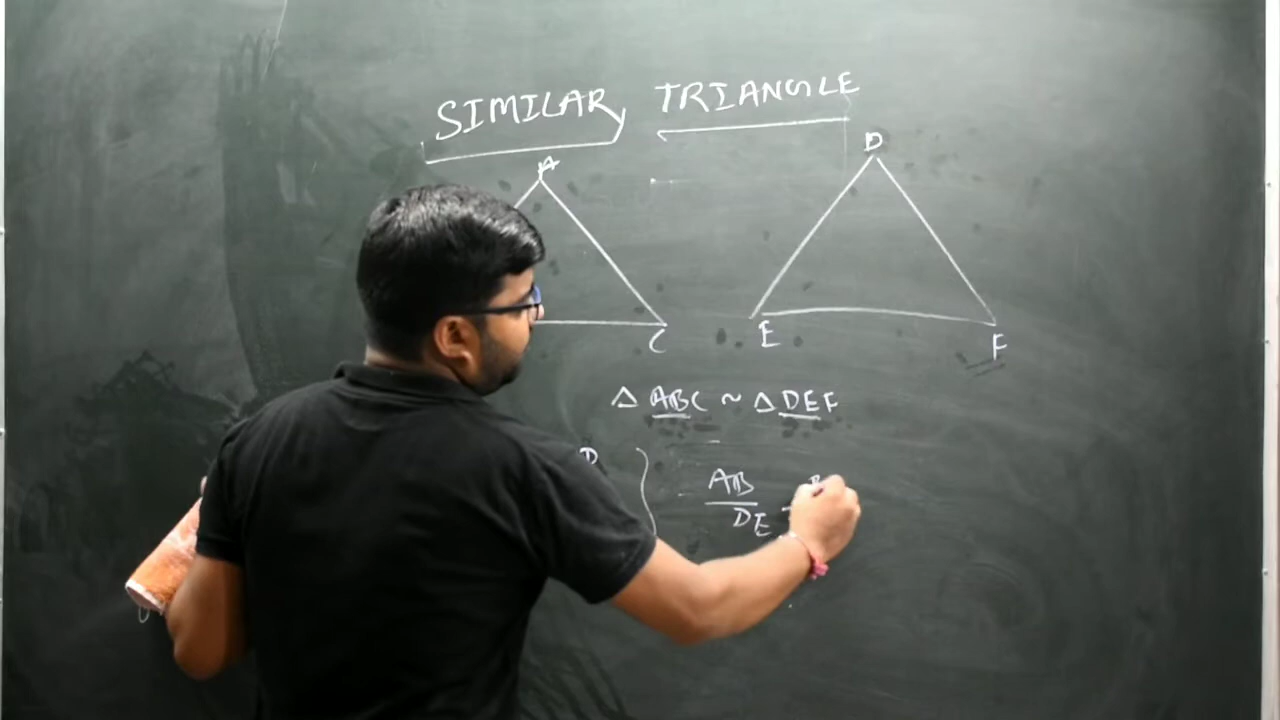 SIMILAR TRIANGLE
A D
C E F
Δ ABC ~ Δ DEF
D }
AB
DE